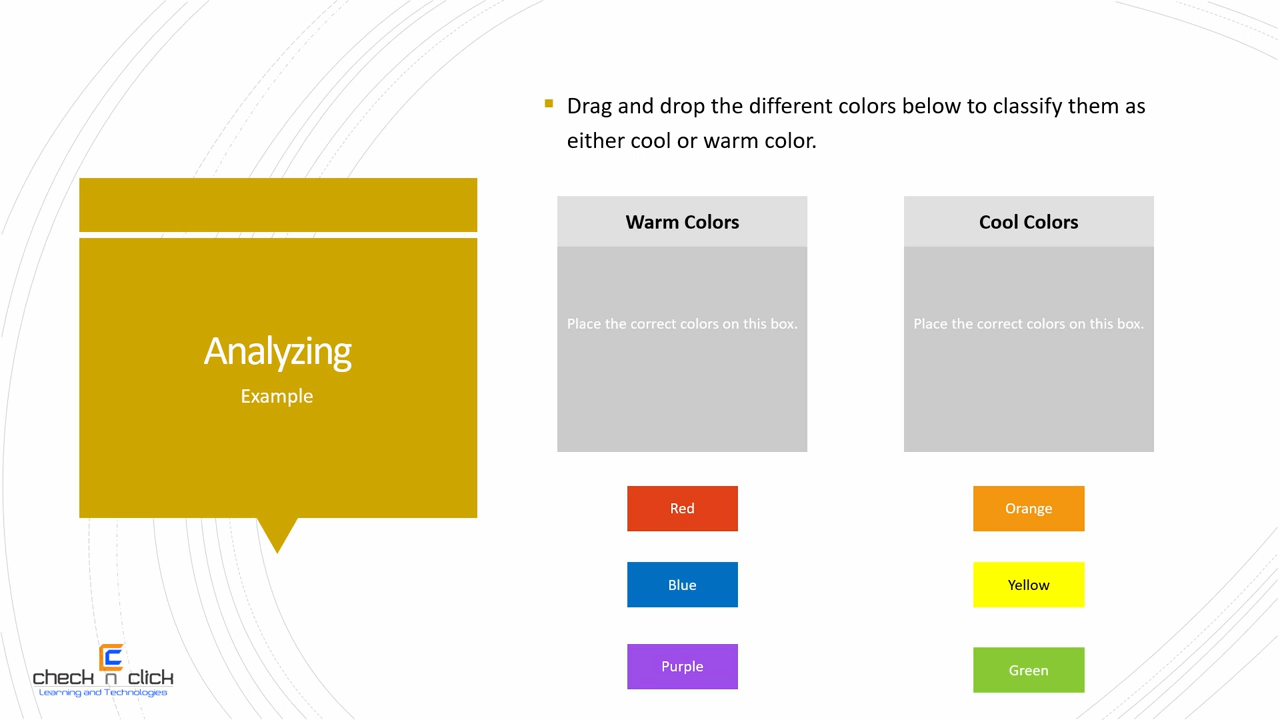 Drag and drop the different colors below to classify them as
either cool or warm color.
Analyzing
Example
Warm Colors
Cool Colors
Place the correct colors on this box.
Place the correct colors on this box.
Red
Orange
Blue
Yellow
Purple
Green
check n click
Learning and Technologies